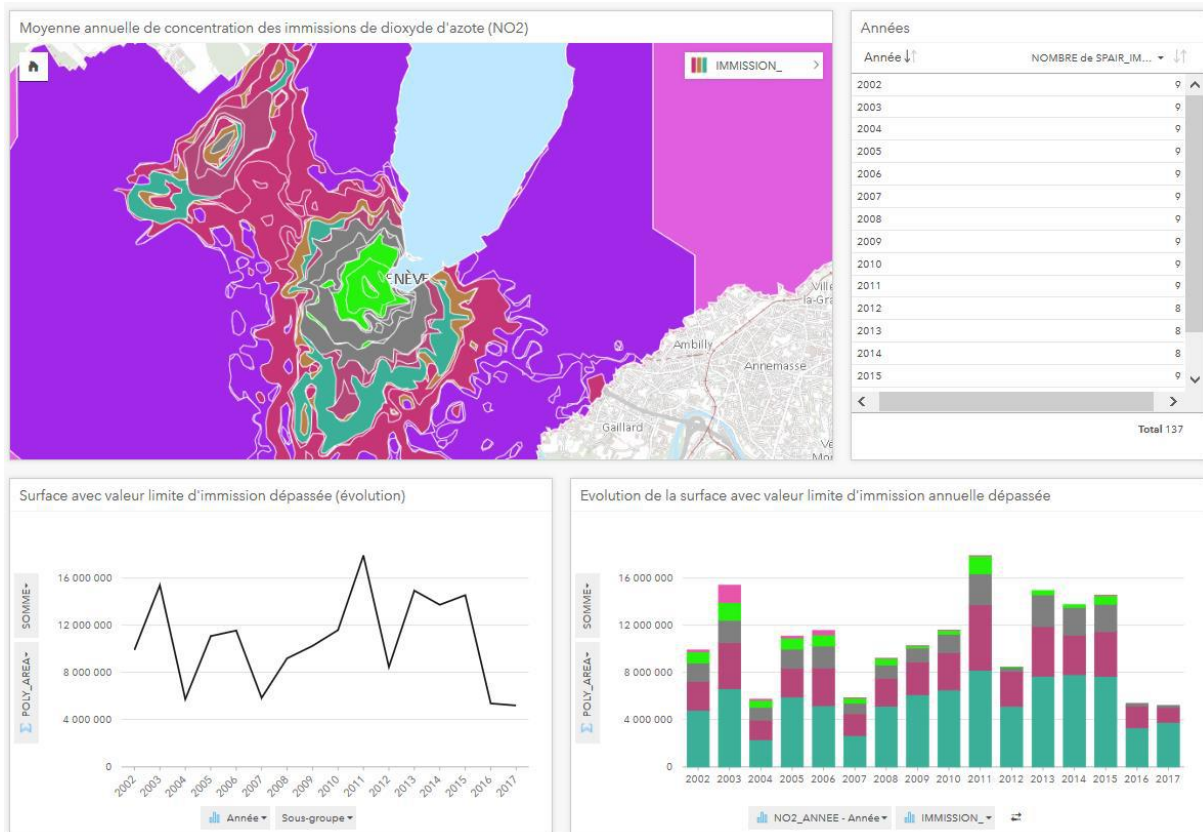 Moyenne annuelle de concentration des immissions de dioxyde d'azote (NO2)
IMMISSION_
NÈVE
Ambilly
Annemasse
Gaillard
Ville
la-Gra
Années
Année
NOMBRE de SPAIR_IM...
2002 9
2003 9
2004 9
2005 9
2006 9
2007 9
2008 9
2009 9
2010 9
2011 9
2012 8
2013 8
2014 8
2015 9
Total 137
Surface avec valeur limite d'immission dépassée (évolution)
SOMME
POLY_AREA
16 000 000
12 000 000
8 000 000
4 000 000
0
2002 2003 2004 2005 2006 2007 2008 2009 2010 2011 2012 2013 2014 2015 2016 2017
Année
Sous-groupe
Evolution de la surface avec valeur limite d'immission annuelle dépassée
SOMME
POLY_AREA
16 000 000
12 000 000
8 000 000
4 000 000
0
2002 2003 2004 2005 2006 2007 2008 2009 2010 2011 2012 2013 2014 2015 2016 2017
NO2_ANNEE - Année
IMMISSION_